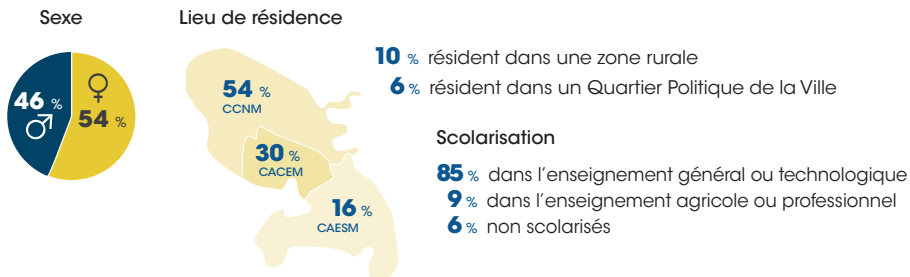 Sexe
46 %
54 %
Lieu de résidence
54 %
CCNM
30 %
CACEM
16 %
CAESM
10 % résident dans une zone rurale
6 % résident dans un Quartier Politique de la Ville
Scolarisation
85 % dans l’enseignement général ou technologique
9 % dans l’enseignement agricole ou professionnel
6 % non scolarisés